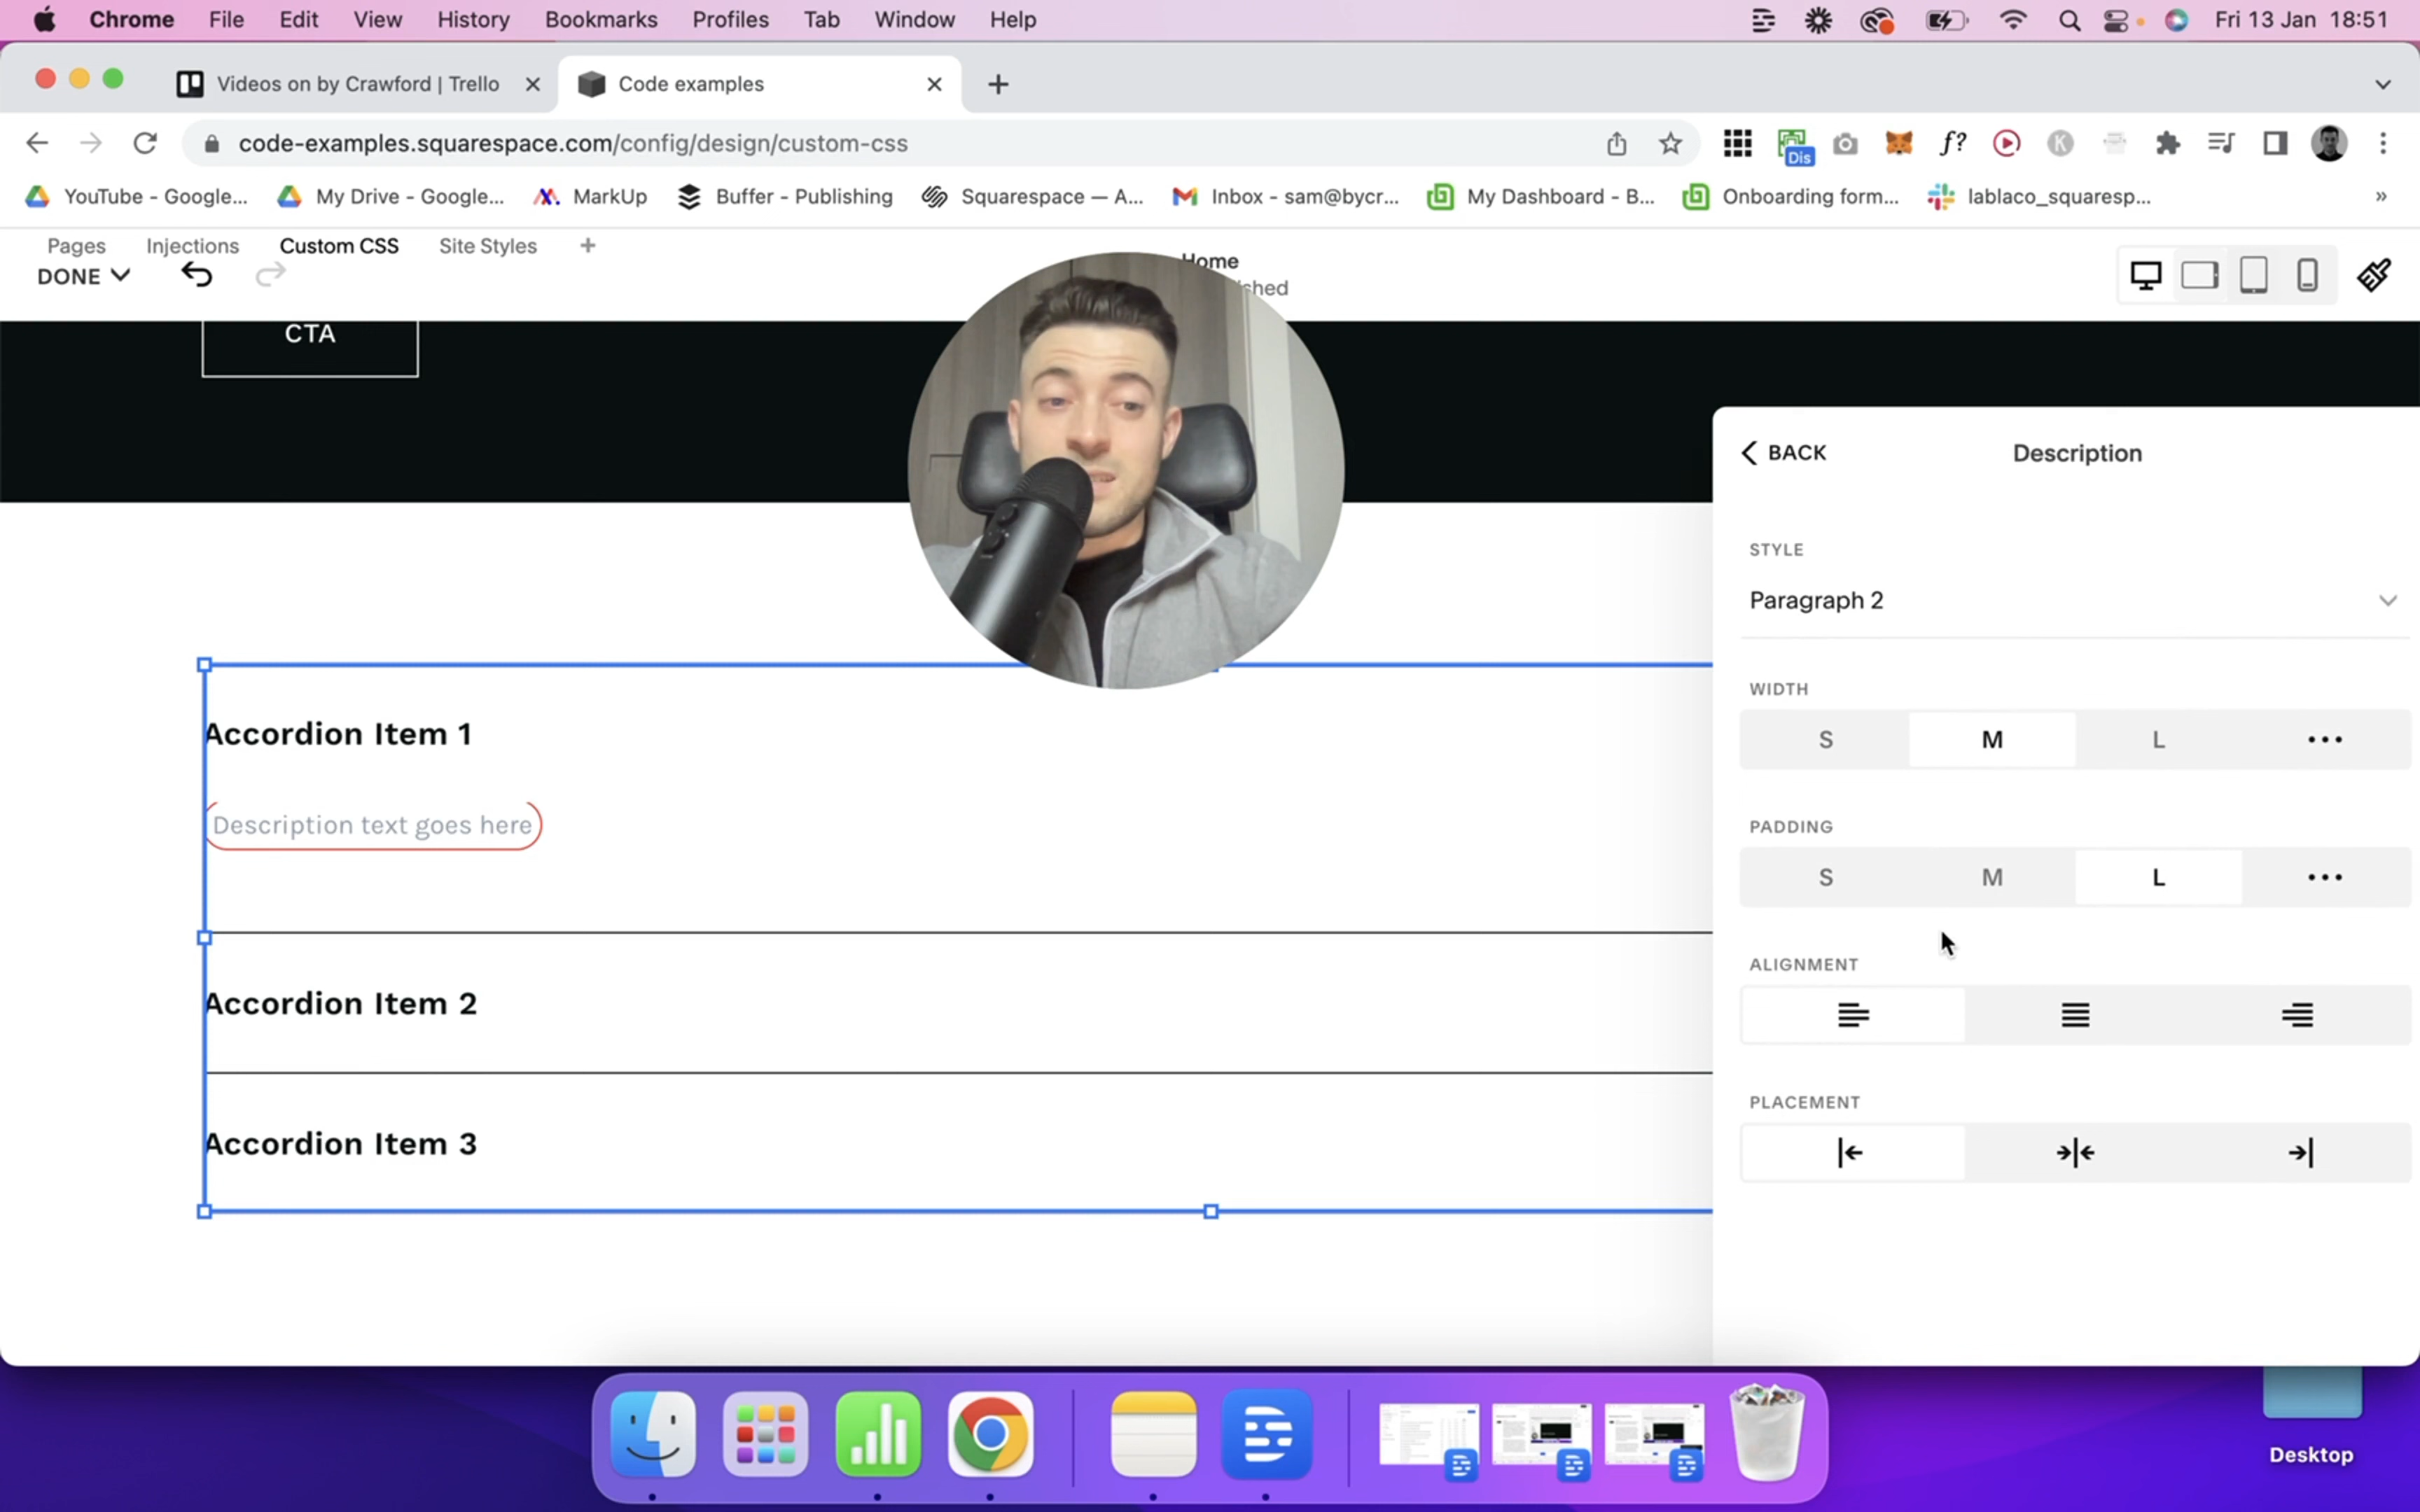 Chrome File Edit View History Bookmarks Profiles Tab Window Help Fri 13 Jan 18:51
Videos on by Crawford | Trello Code examples
code-examples.squarespace.com/config/design/custom-css f? Dis K
YouTube - Google... My Drive - Google... MarkUp Buffer - Publishing Squarespace — A... Inbox - sam@bycr... My Dashboard - B... Onboarding form... lablaco_squaresp... »
Pages Injections Custom CSS Site Styles +
DONE
Home
shed
CTA
Accordion Item 1
Description text goes here
Accordion Item 2
Accordion Item 3
BACK Description
STYLE
Paragraph 2
WIDTH
S M L ...
PADDING
S M L ...
ALIGNMENT
PLACEMENT
Desktop